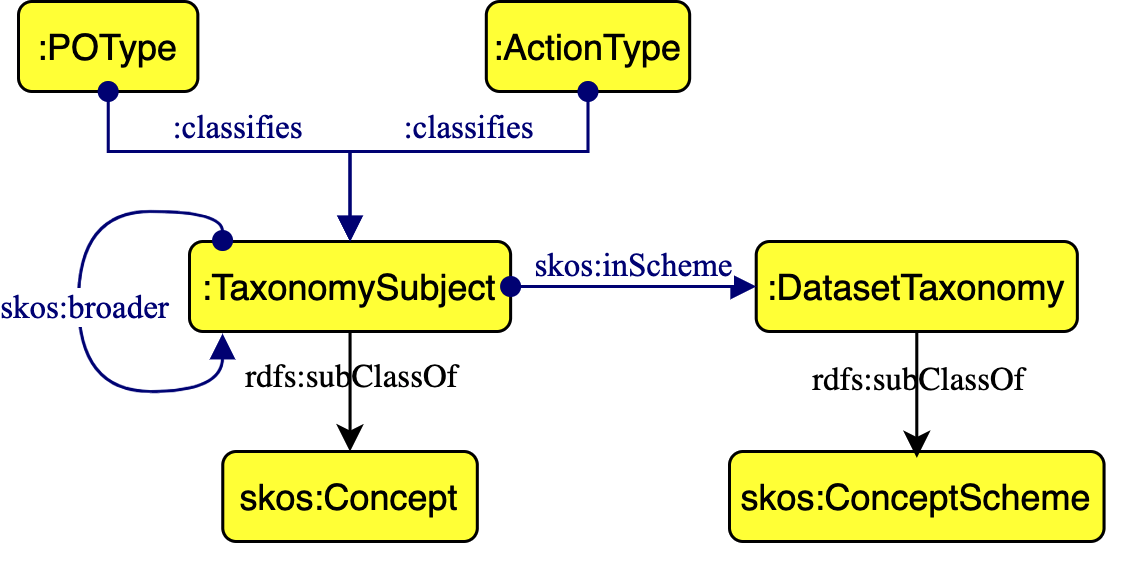 :POType
:ActionType
:classifies
:classifies
:TaxonomySubject
skos:inScheme
:DatasetTaxonomy
skos:broader
rdfs:subClassOf
rdfs:subClassOf
skos:Concept
skos:ConceptScheme